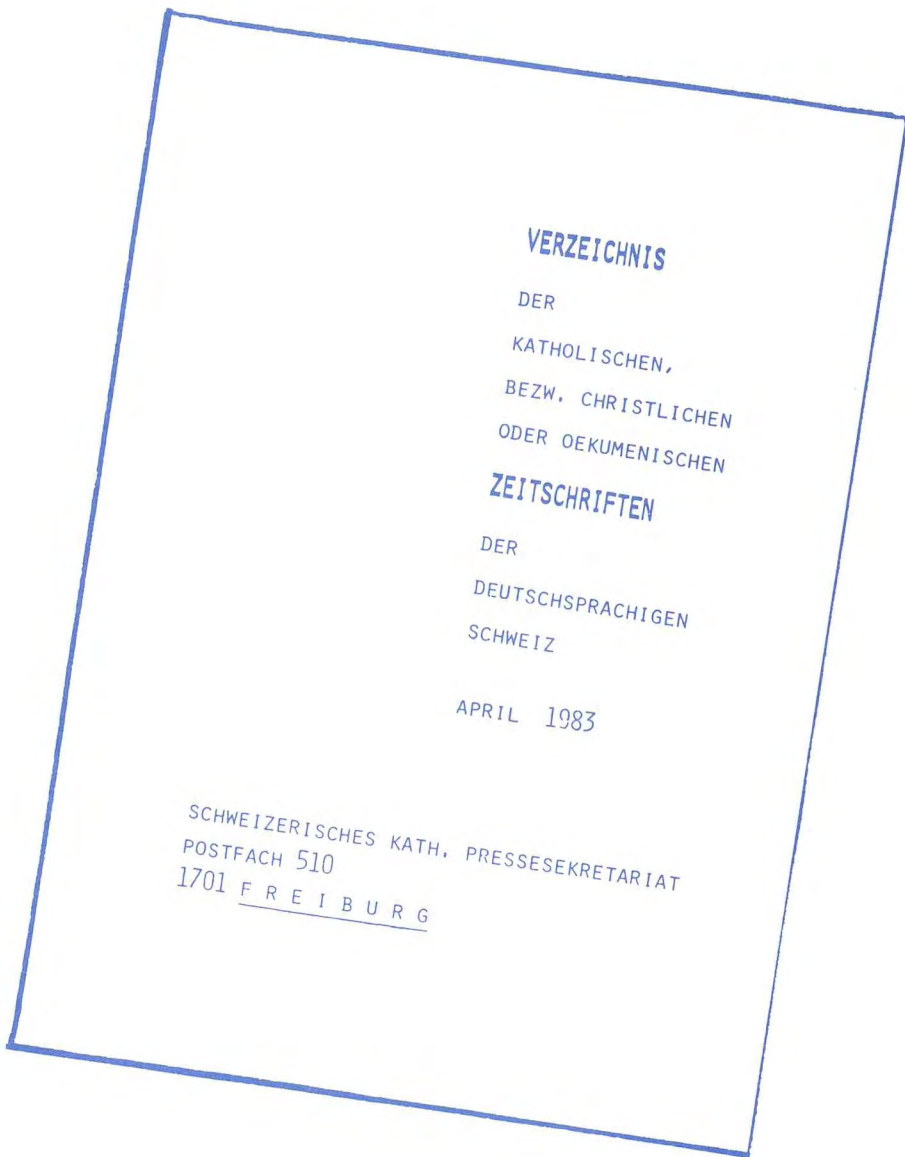 VERZEICHNIS
DER
KATHOLISCHEN,
BEZW. CHRISTLICHEN
ODER OEKUMENISCHEN
ZEITSCHRIFTEN
DER
DEUTSCHSPRACHIGEN
SCHWEIZ
APRIL 1983
SCHWEIZERISCHES KATH. PRESSESEKRETARIAT
POSTFACH 510
1701 F R E I B U R G